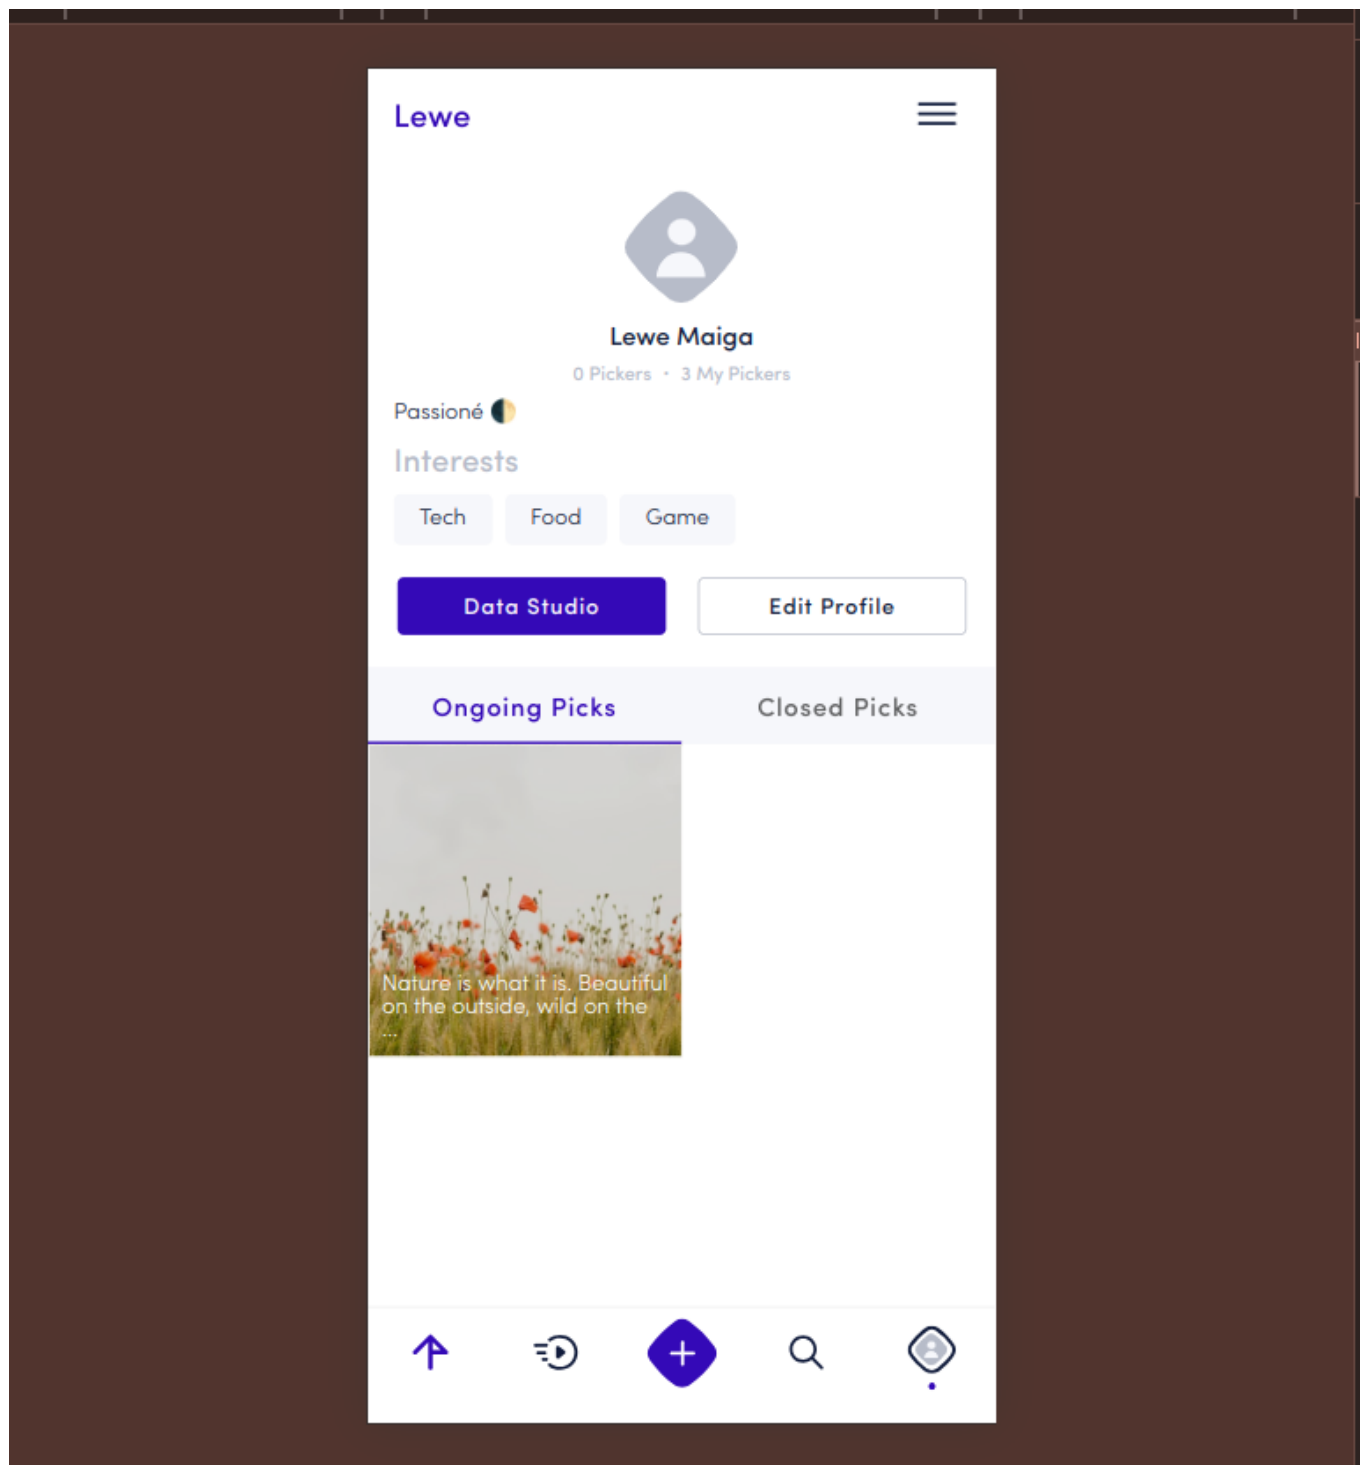 Lewe
Lewe Maiga
0 Pickers · 3 My Pickers
Passioné 🌓
Interests
Tech Food Game
Data Studio Edit Profile
Ongoing Picks Closed Picks
Nature is what it is. Beautiful
on the outside, wild on the
...